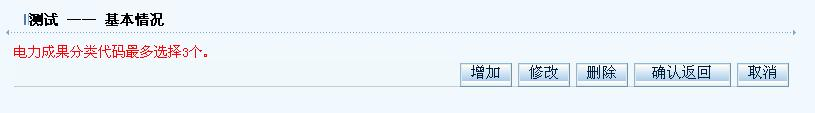 测试 —— 基本情况
电力成果分类代码最多选择3个。
增加 修改 删除 确认返回 取消